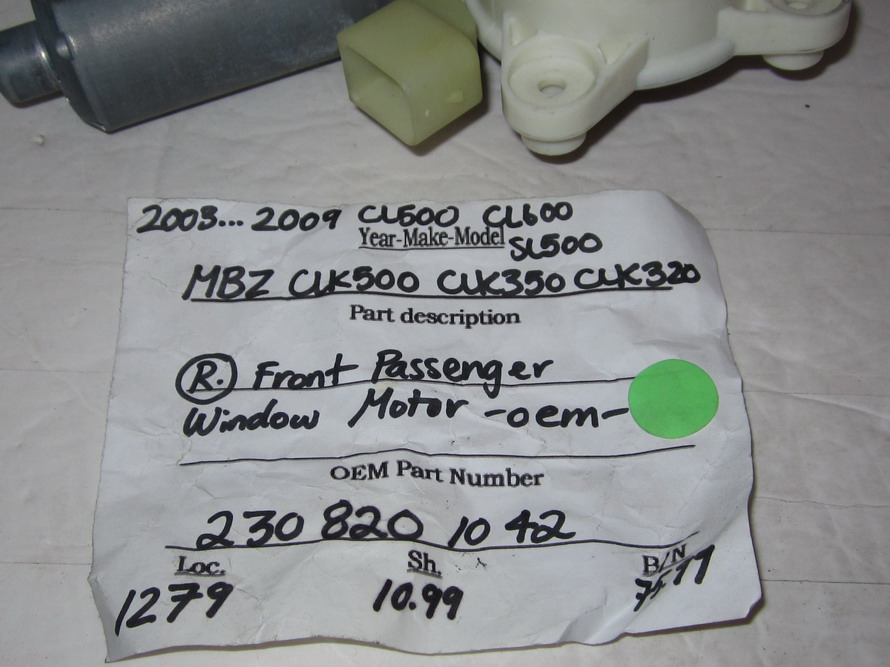 2003... 2009 CL500 CL600
Year-Make-Model SL500
MBZ CLK500 CLK350 CLK320
Part description
R. Front Passenger
Window Motor -oem-
OEM Part Number
230 820 10 42
Loc. Sh. B/N
1279 10.99